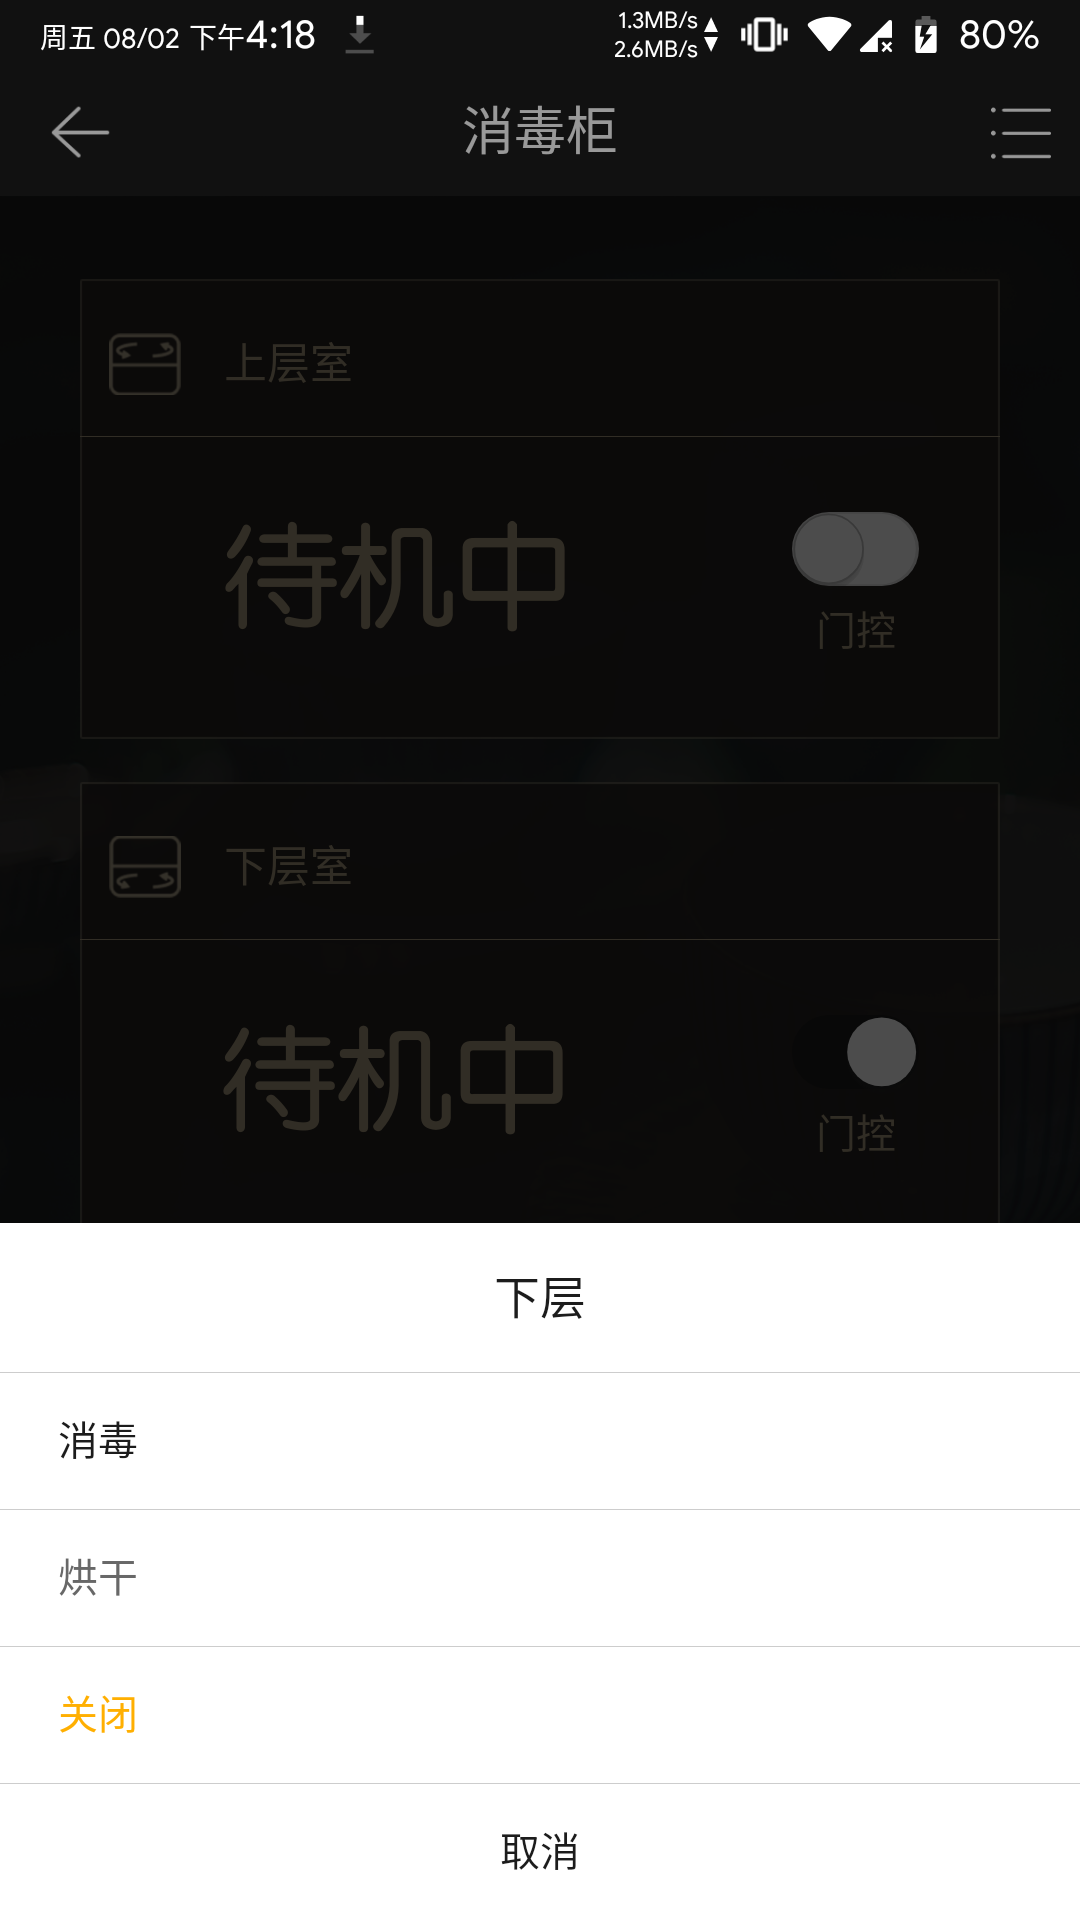 周五 08/02 下午4:18
1.3MB/s
2.6MB/s
80%
消毒柜
上层室
待机中
门控
下层室
待机中
门控
下层
消毒
烘干
关闭
取消